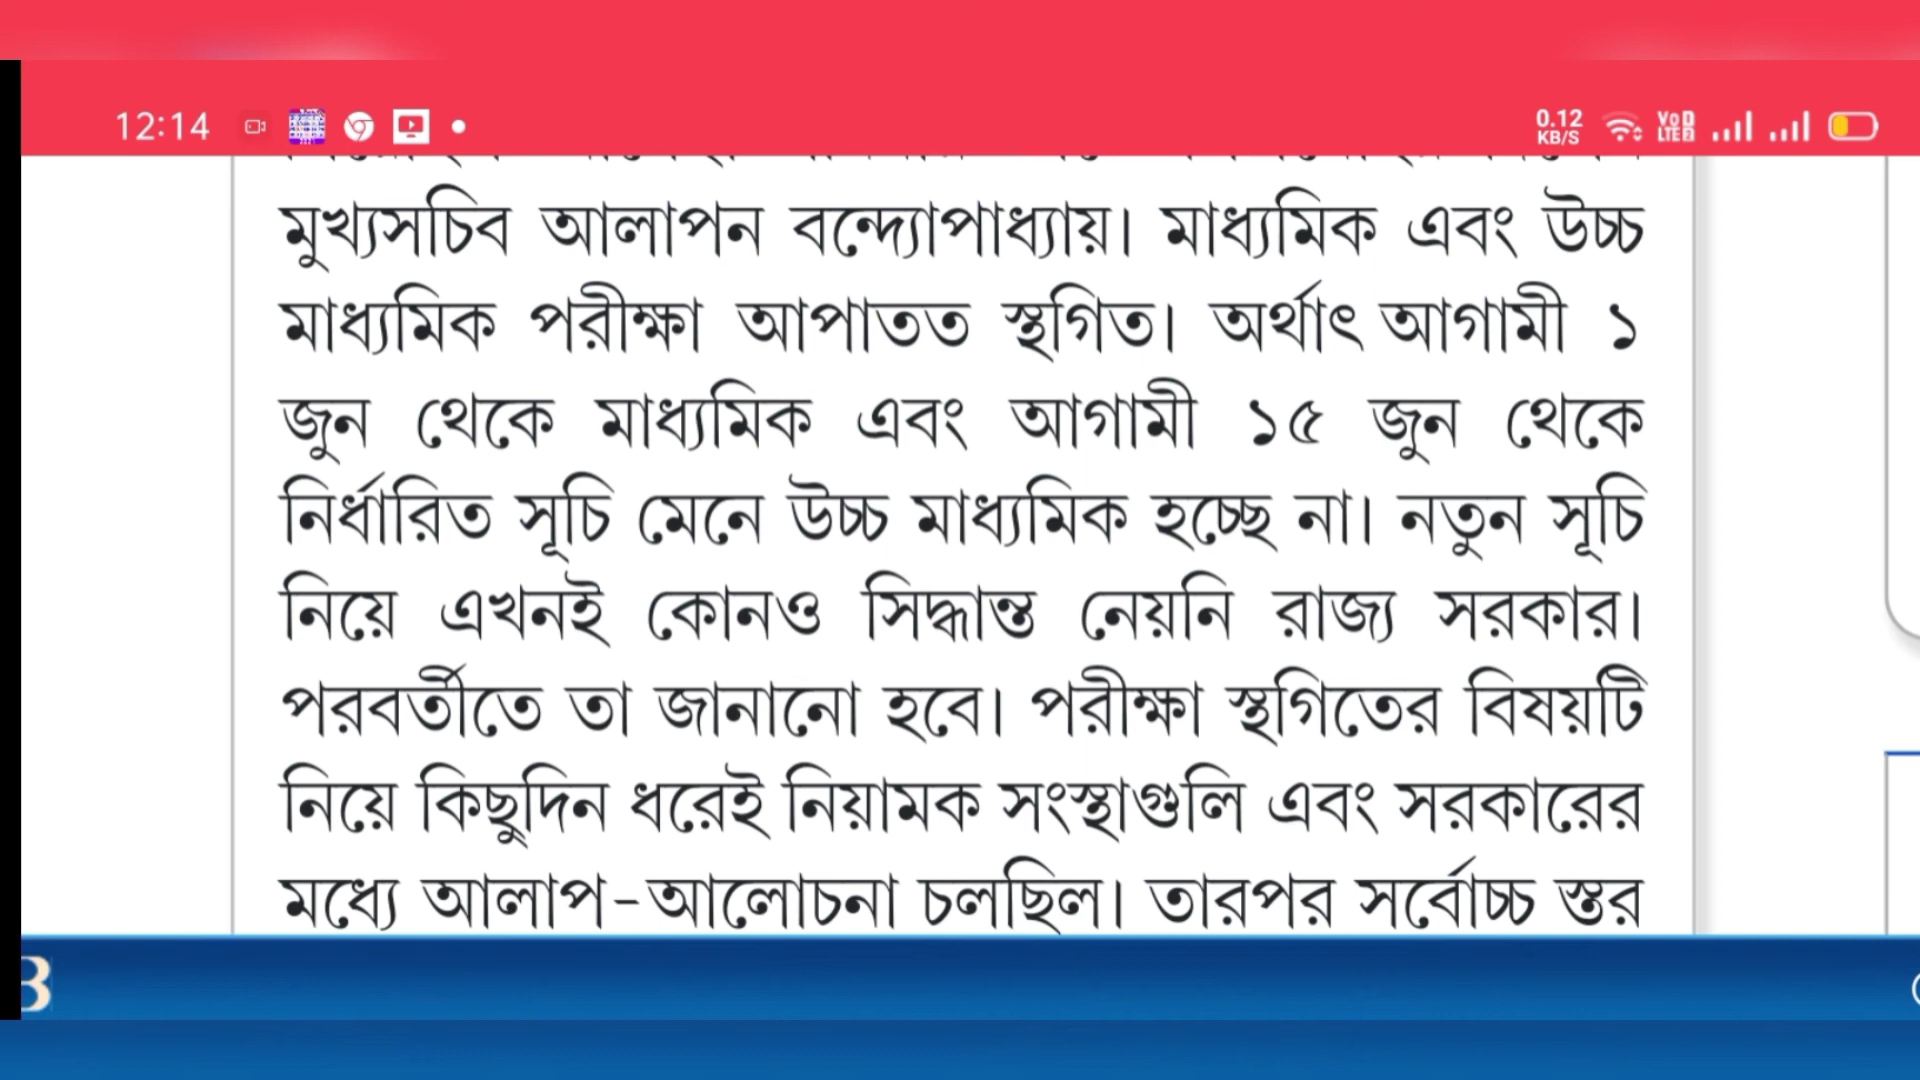 12:14
0.12 KB/S
VoD LTE2
মুখ্যসচিব আলাপন বন্দ্যোপাধ্যায়। মাধ্যমিক এবং উচ্চ
মাধ্যমিক পরীক্ষা আপাতত স্থগিত। অর্থাৎ আগামী ১
জুন থেকে মাধ্যমিক এবং আগামী ১৫ জুন থেকে
নির্ধারিত সূচি মেনে উচ্চ মাধ্যমিক হচ্ছে না। নতুন সূচি
নিয়ে এখনই কোনও সিদ্ধান্ত নেয়নি রাজ্য সরকার।
পরবর্তীতে তা জানানো হবে। পরীক্ষা স্থগিতের বিষয়টি
নিয়ে কিছুদিন ধরেই নিয়ামক সংস্থাগুলি এবং সরকারের
মধ্যে আলাপ-আলোচনা চলছিল। তারপর সর্বোচ্চ স্তর